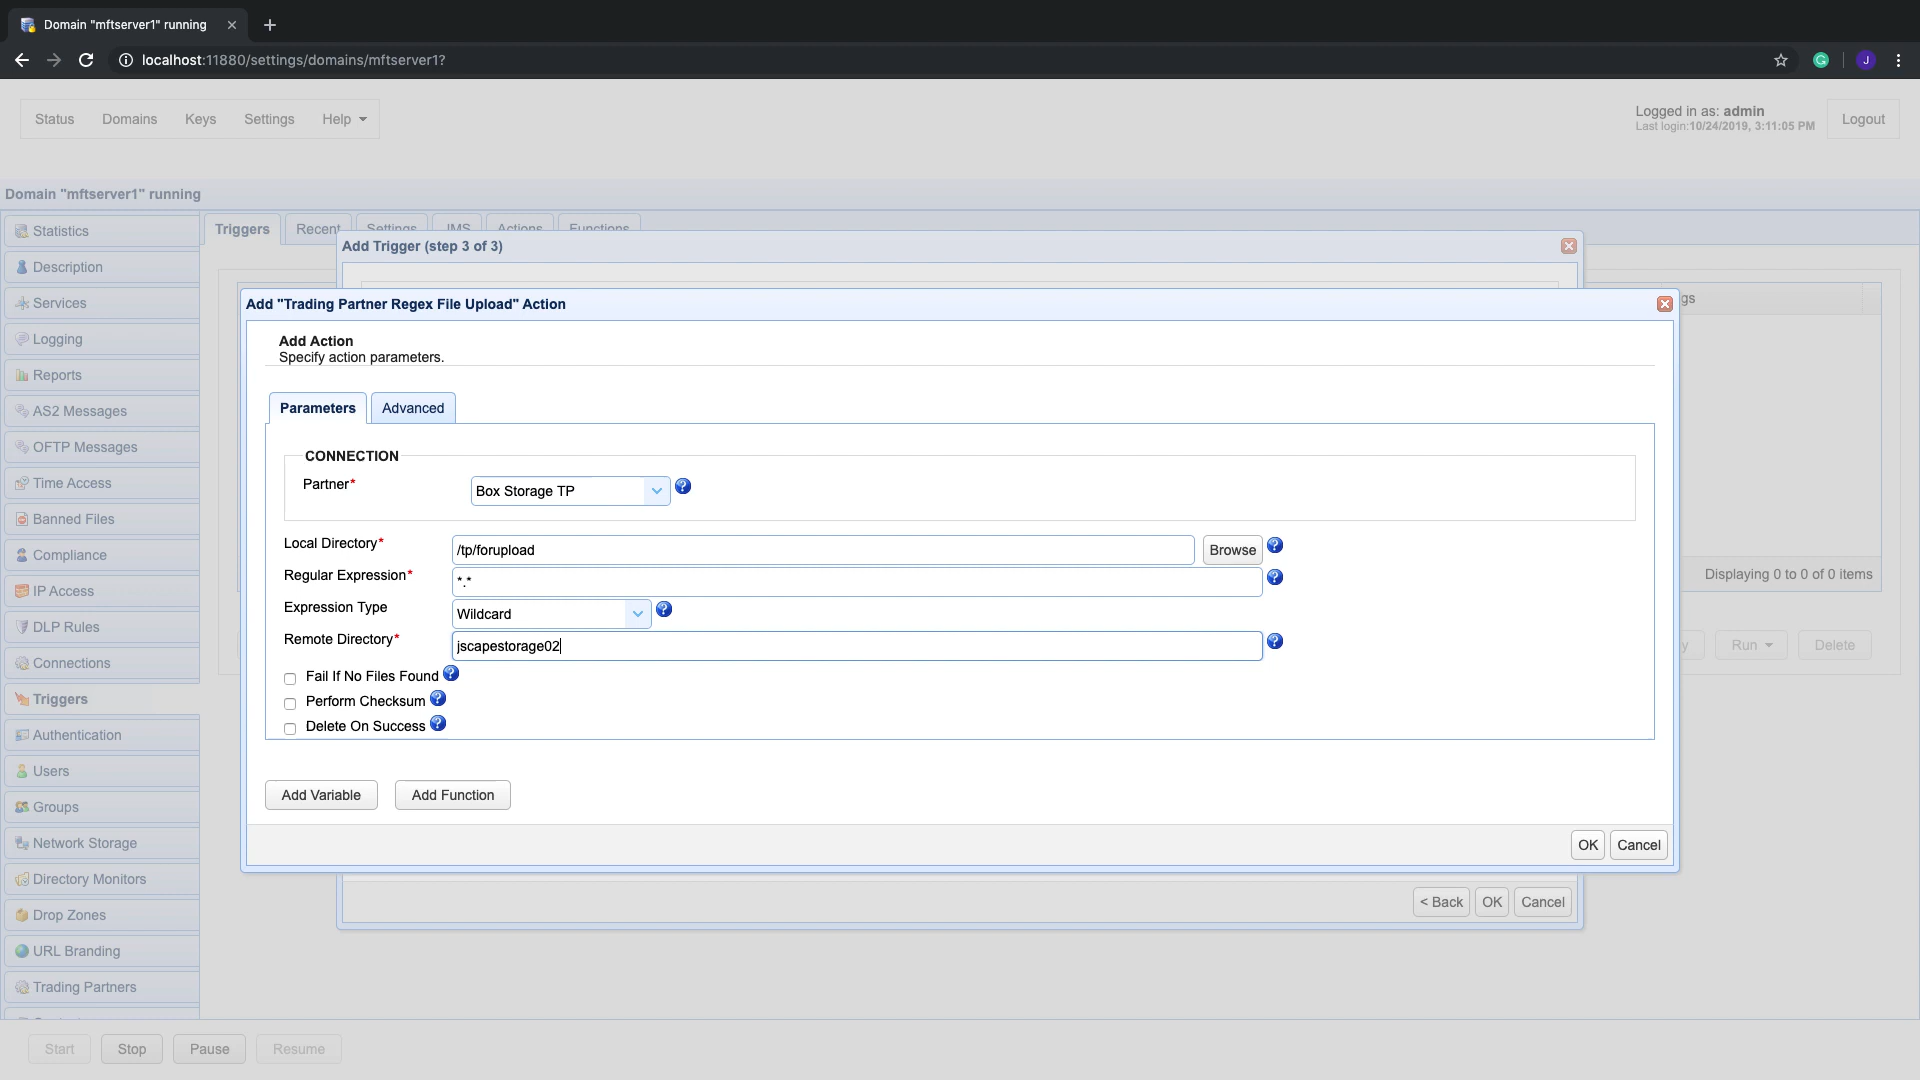 Domain "mftserver1" running
localhost:11880/settings/domains/mftserver1?
J
Status Domains Keys Settings Help
Logged in as: admin
Last login:10/24/2019, 3:11:05 PM
Logout
Domain "mftserver1" running
Statistics
Description
Services
Logging
Reports
AS2 Messages
OFTP Messages
Time Access
Banned Files
Compliance
IP Access
DLP Rules
Connections
Triggers
Authentication
Users
Groups
Network Storage
Directory Monitors
Drop Zones
URL Branding
Trading Partners
Triggers Recent Settings JMS Actions Functions
Add Trigger (step 3 of 3)
Add "Trading Partner Regex File Upload" Action
Add Action
Specify action parameters.
Parameters Advanced
CONNECTION
Partner* Box Storage TP
Local Directory* /tp/forupload Browse
Regular Expression* *.*
Expression Type Wildcard
Remote Directory* jscapestorage02
Fail If No Files Found
Perform Checksum
Delete On Success
Add Variable Add Function
OK Cancel
gs
Displaying 0 to 0 of 0 items
y Run Delete
< Back OK Cancel
Start Stop Pause Resume